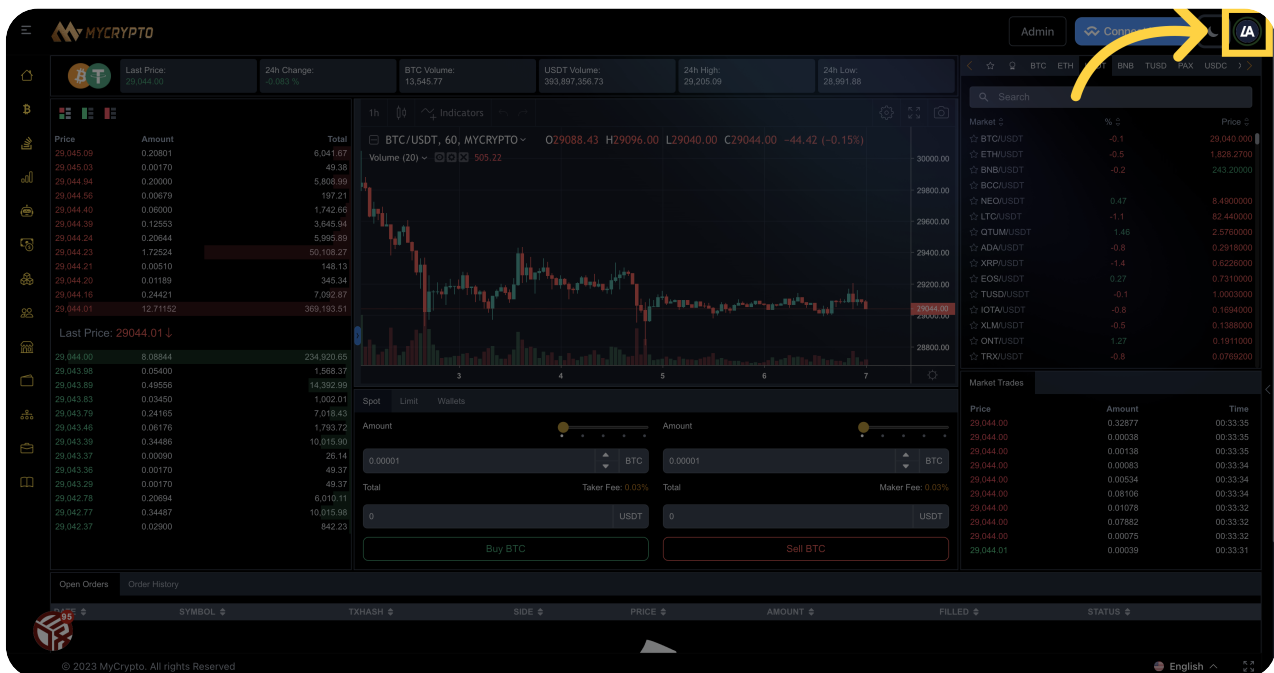 MYCRYPTO
Admin
Last Price:
29,044.00
24h Change:
-0.083 %
BTC Volume:
13,545.77
USDT Volume:
393,897,356.73
24h High:
29,205.09
24h Low:
28,991.88
BTC ETH BNB TUSD PAX USDC
Search
Market % Price
BTC/USDT -0.1 29,040.000
ETH/USDT -0.5 1,828.2700
BNB/USDT -0.2 243.20000
BCC/USDT
NEO/USDT 0.47 8.4900000
LTC/USDT -1.1 82.440000
QTUM/USDT 1.46 2.5760000
ADA/USDT -0.8 0.2918000
XRP/USDT -1.4 0.6226000
EOS/USDT 0.27 0.7310000
TUSD/USDT -0.1 1.0003000
IOTA/USDT -0.8 0.1694000
XLM/USDT -0.5 0.1388000
ONT/USDT 1.27 0.1911000
TRX/USDT -0.8 0.0769200
Price Amount Total
29,045.09 0.20801 6,041.67
29,045.03 0.00170 49.38
29,044.94 0.20000 5,808.99
29,044.56 0.00679 197.21
29,044.40 0.06000 1,742.66
29,044.39 0.12553 3,645.94
29,044.24 0.20644 5,995.89
29,044.23 1.72524 50,108.27
29,044.21 0.00510 148.13
29,044.20 0.01189 345.34
29,044.16 0.24421 7,092.87
29,044.01 12.71152 369,193.51
Last Price: 29044.01↓
29,044.00 8.08844 234,920.65
29,043.98 0.05400 1,568.37
29,043.89 0.49556 14,392.99
29,043.83 0.03450 1,002.01
29,043.79 0.24165 7,018.43
29,043.46 0.06176 1,793.72
29,043.39 0.34486 10,015.90
29,043.37 0.00090 26.14
29,043.36 0.00170 49.37
29,043.29 0.00170 49.37
29,042.78 0.20694 6,010.11
29,042.77 0.34487 10,015.98
29,042.37 0.02900 842.23
1h Indicators
BTC/USDT, 60, MYCRYPTO O29088.43 H29096.00 L29040.00 C29044.00 -44.42 (-0.15%)
Volume (20) 505.22
30000.00
29800.00
29600.00
29400.00
29200.00
29044.00
29000.00
28800.00
3 4 5 6 7
Spot Limit Wallets
Amount
0.00001 BTC
Total Taker Fee: 0.03%
0 USDT
Buy BTC
Amount
0.00001 BTC
Total Maker Fee: 0.03%
0 USDT
Sell BTC
Market Trades
Price Amount Time
29,044.00 0.32877 00:33:35
29,044.00 0.00038 00:33:35
29,044.00 0.00138 00:33:35
29,044.00 0.00083 00:33:34
29,044.00 0.00534 00:33:34
29,044.00 0.08106 00:33:34
29,044.00 0.01078 00:33:32
29,044.00 0.07882 00:33:32
29,044.00 0.00075 00:33:32
29,044.01 0.00039 00:33:31
Open Orders Order History
SYMBOL TXHASH SIDE PRICE AMOUNT FILLED STATUS
95
© 2023 MyCrypto. All rights Reserved
English